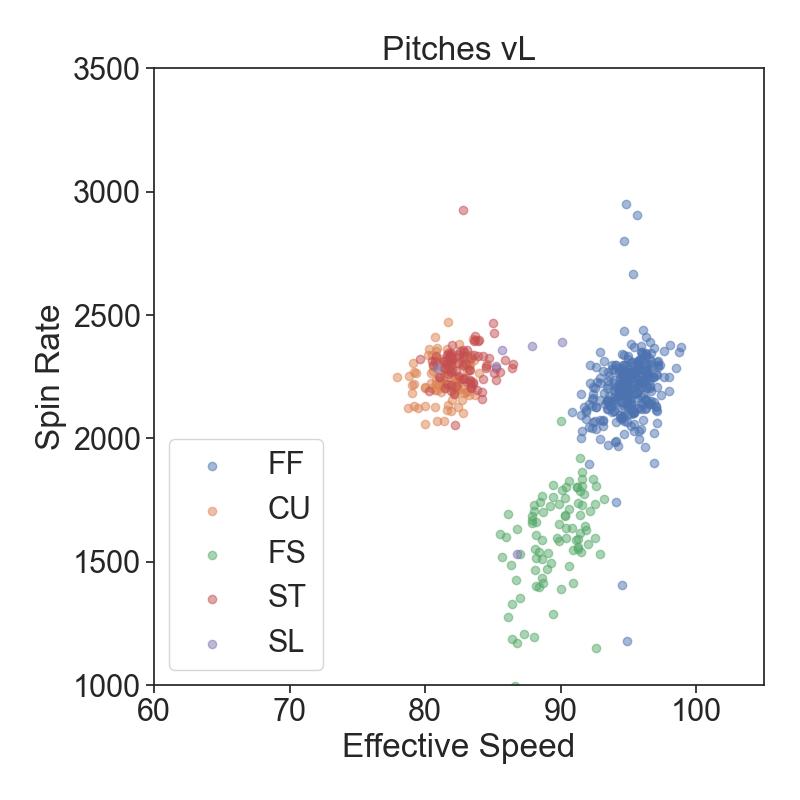 Pitches vL
3500
3000
2500
2000
1500
1000
Spin Rate
FF
CU
FS
ST
SL
60 70 80 90 100
Effective Speed